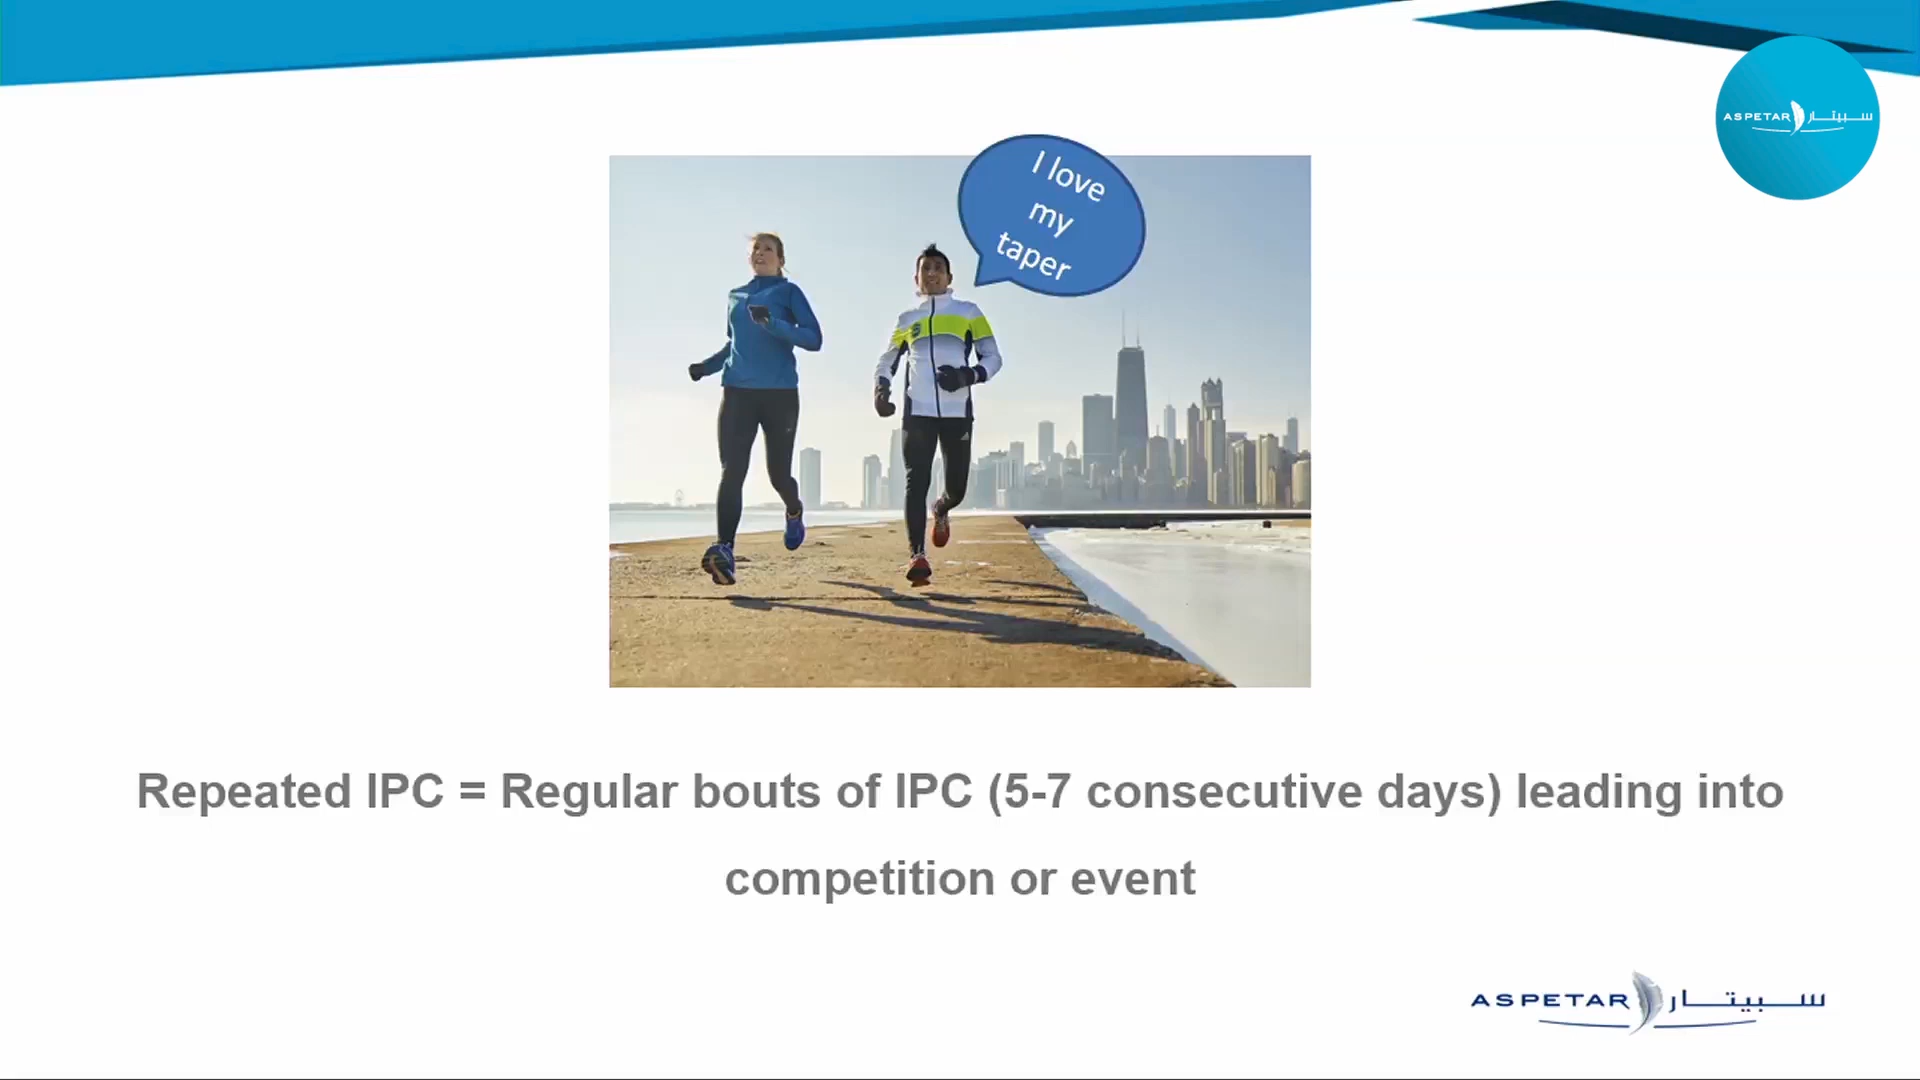 ASPETAR سبيتار
I love
my
taper
Repeated IPC = Regular bouts of IPC (5-7 consecutive days) leading into
competition or event
ASPETAR سبيتار